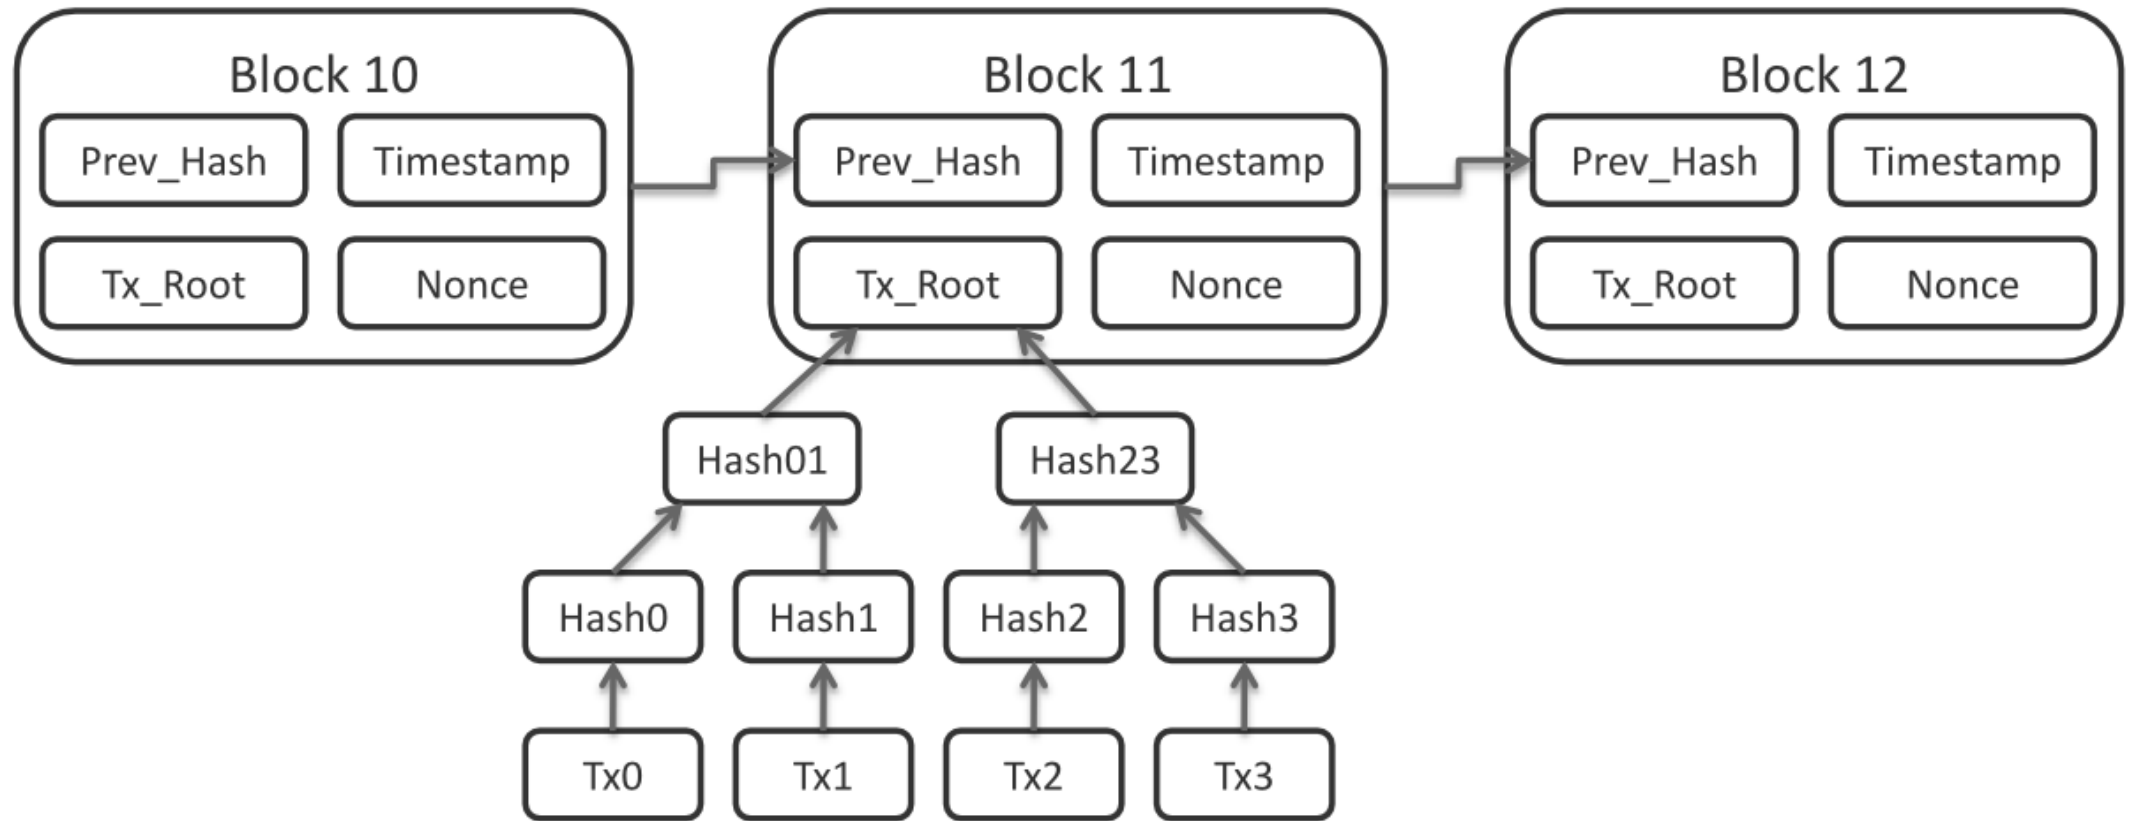 Block 10
Prev_Hash
Timestamp
Tx_Root
Nonce
Block 11
Prev_Hash
Timestamp
Tx_Root
Nonce
Block 12
Prev_Hash
Timestamp
Tx_Root
Nonce
Hash01
Hash23
Hash0
Hash1
Hash2
Hash3
Tx0
Tx1
Tx2
Tx3